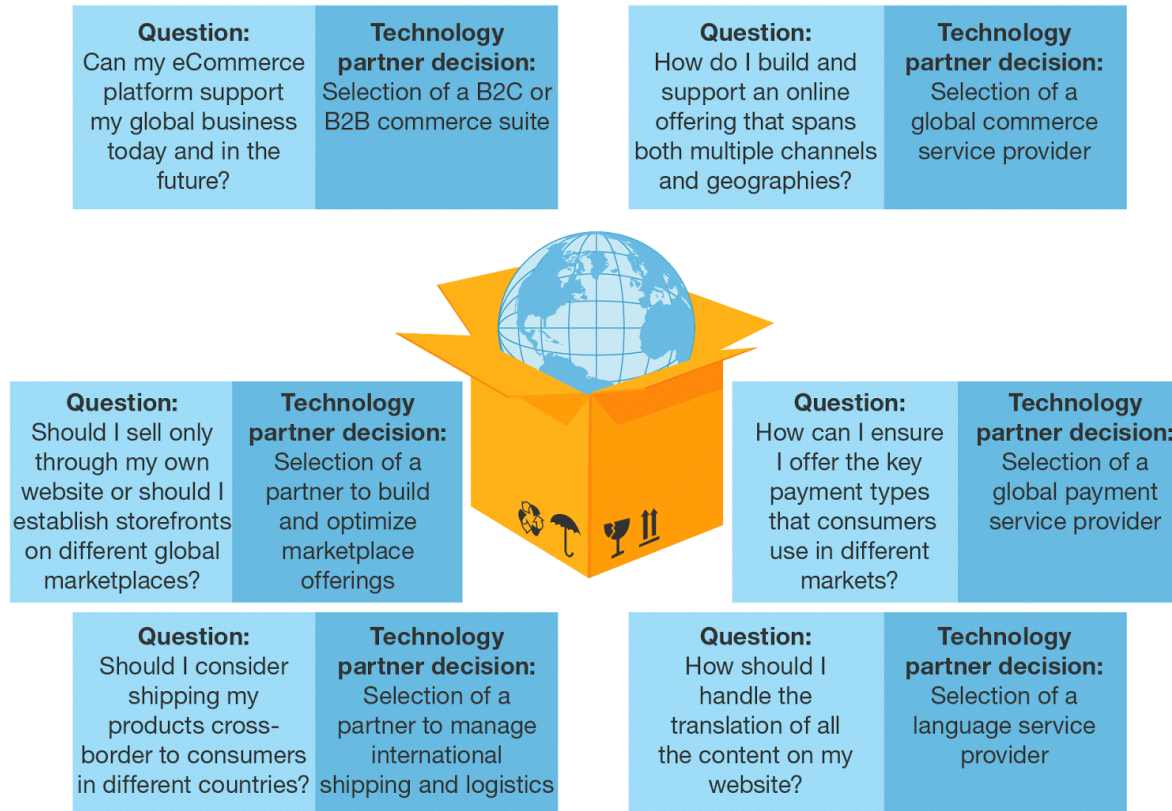 Question:
Can my eCommerce
platform support
my global business
today and in the
future?
Technology
partner decision:
Selection of a B2C or
B2B commerce suite
Question:
How do I build and
support an online
offering that spans
both multiple channels
and geographies?
Technology
partner decision:
Selection of a
global commerce
service provider
Question:
Should I sell only
through my own
website or should I
establish storefronts
on different global
marketplaces?
Technology
partner decision:
Selection of a
partner to build
and optimize
marketplace
offerings
Question:
How can I ensure
I offer the key
payment types
that consumers
use in different
markets?
Technology
partner decision:
Selection of a
global payment
service provider
Question:
Should I consider
shipping my
products cross-
border to consumers
in different countries?
Technology
partner decision:
Selection of a
partner to manage
international
shipping and logistics
Question:
How should I
handle the
translation of all
the content on my
website?
Technology
partner decision:
Selection of a
language service
provider